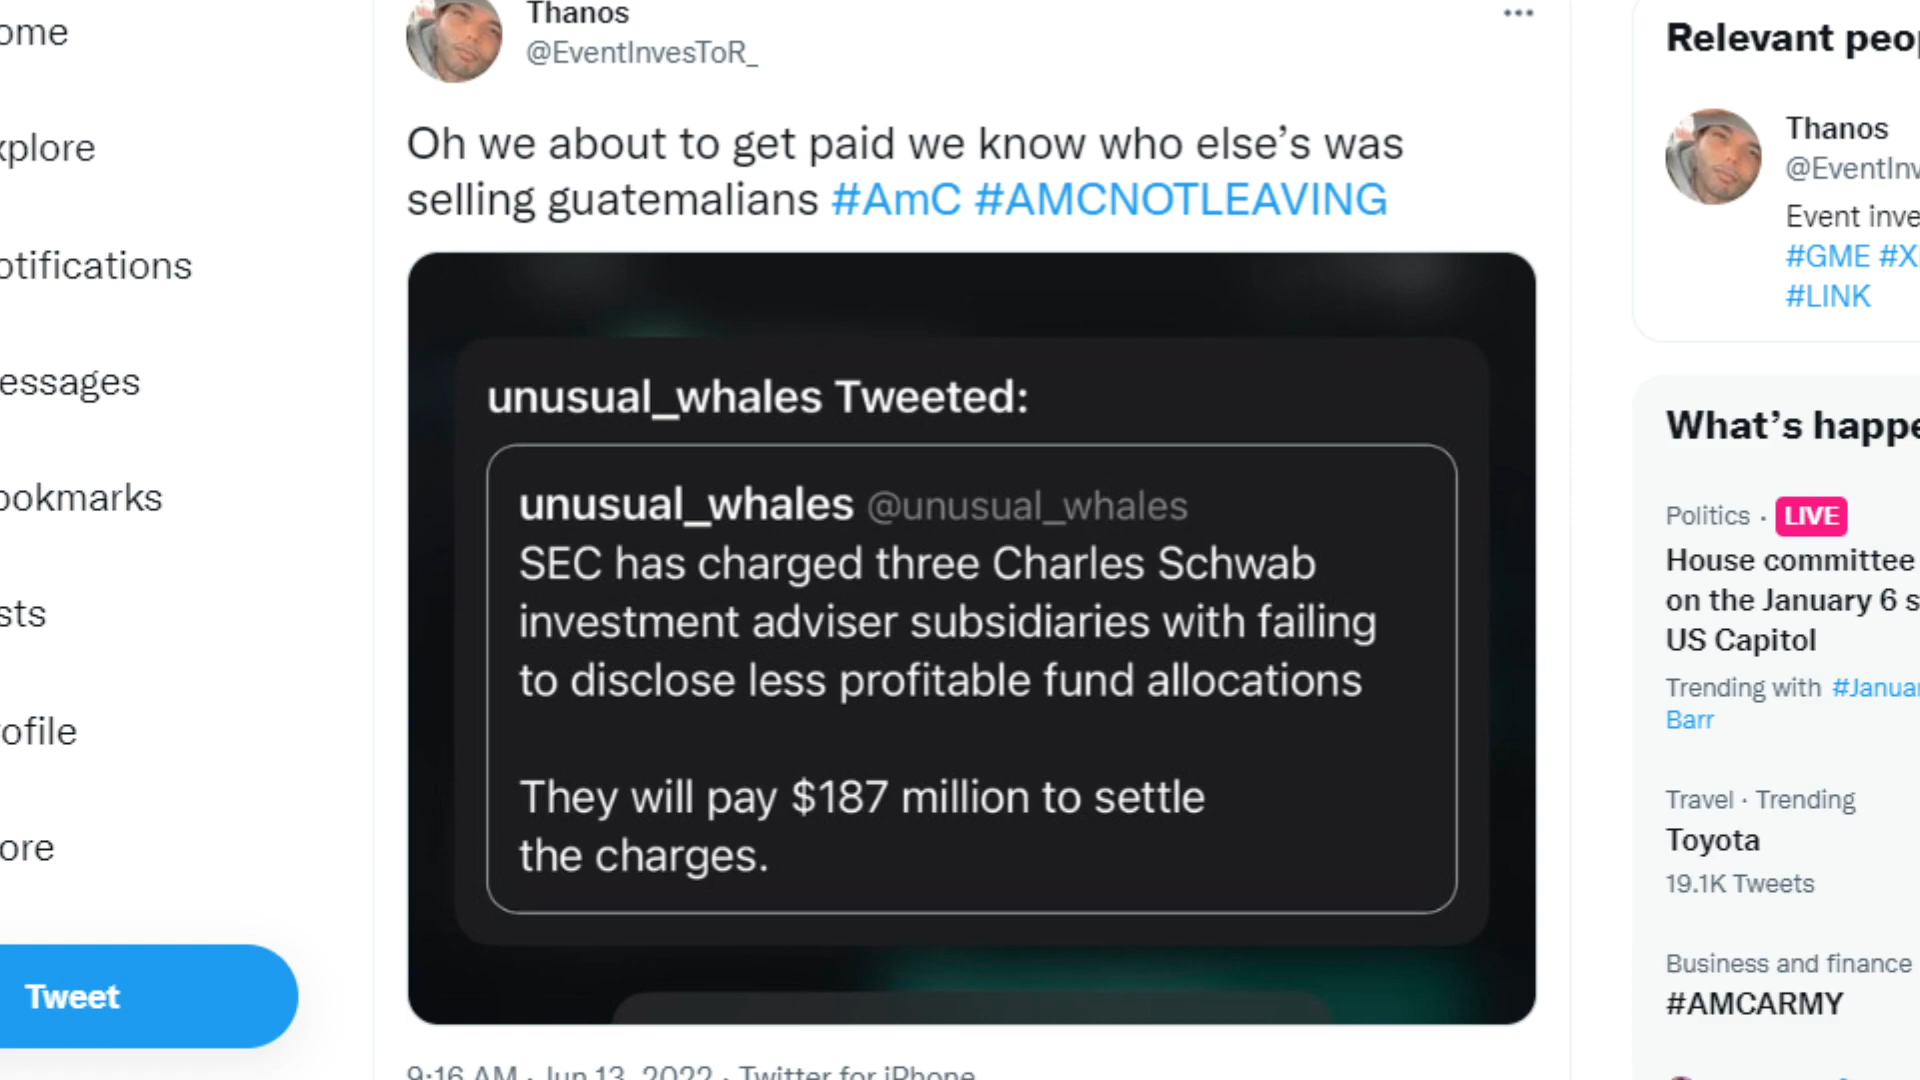 ome
xplore
otifications
essages
ookmarks
sts
ofile
ore
Tweet
Thanos
@EventInvesToR_
Oh we about to get paid we know who else’s was
selling guatemalians #AmC #AMCNOTLEAVING
unusual_whales Tweeted:
unusual_whales @unusual_whales
SEC has charged three Charles Schwab
investment adviser subsidiaries with failing
to disclose less profitable fund allocations
They will pay $187 million to settle
the charges.
9:16 AM · Jun 13, 2022 · Twitter for iPhone
Relevant peop
Thanos
@EventInv
Event inve
#GME #X
#LINK
What’s happe
Politics · LIVE
House committee
on the January 6 s
US Capitol
Trending with #Januar
Barr
Travel · Trending
Toyota
19.1K Tweets
Business and finance
#AMCARMY